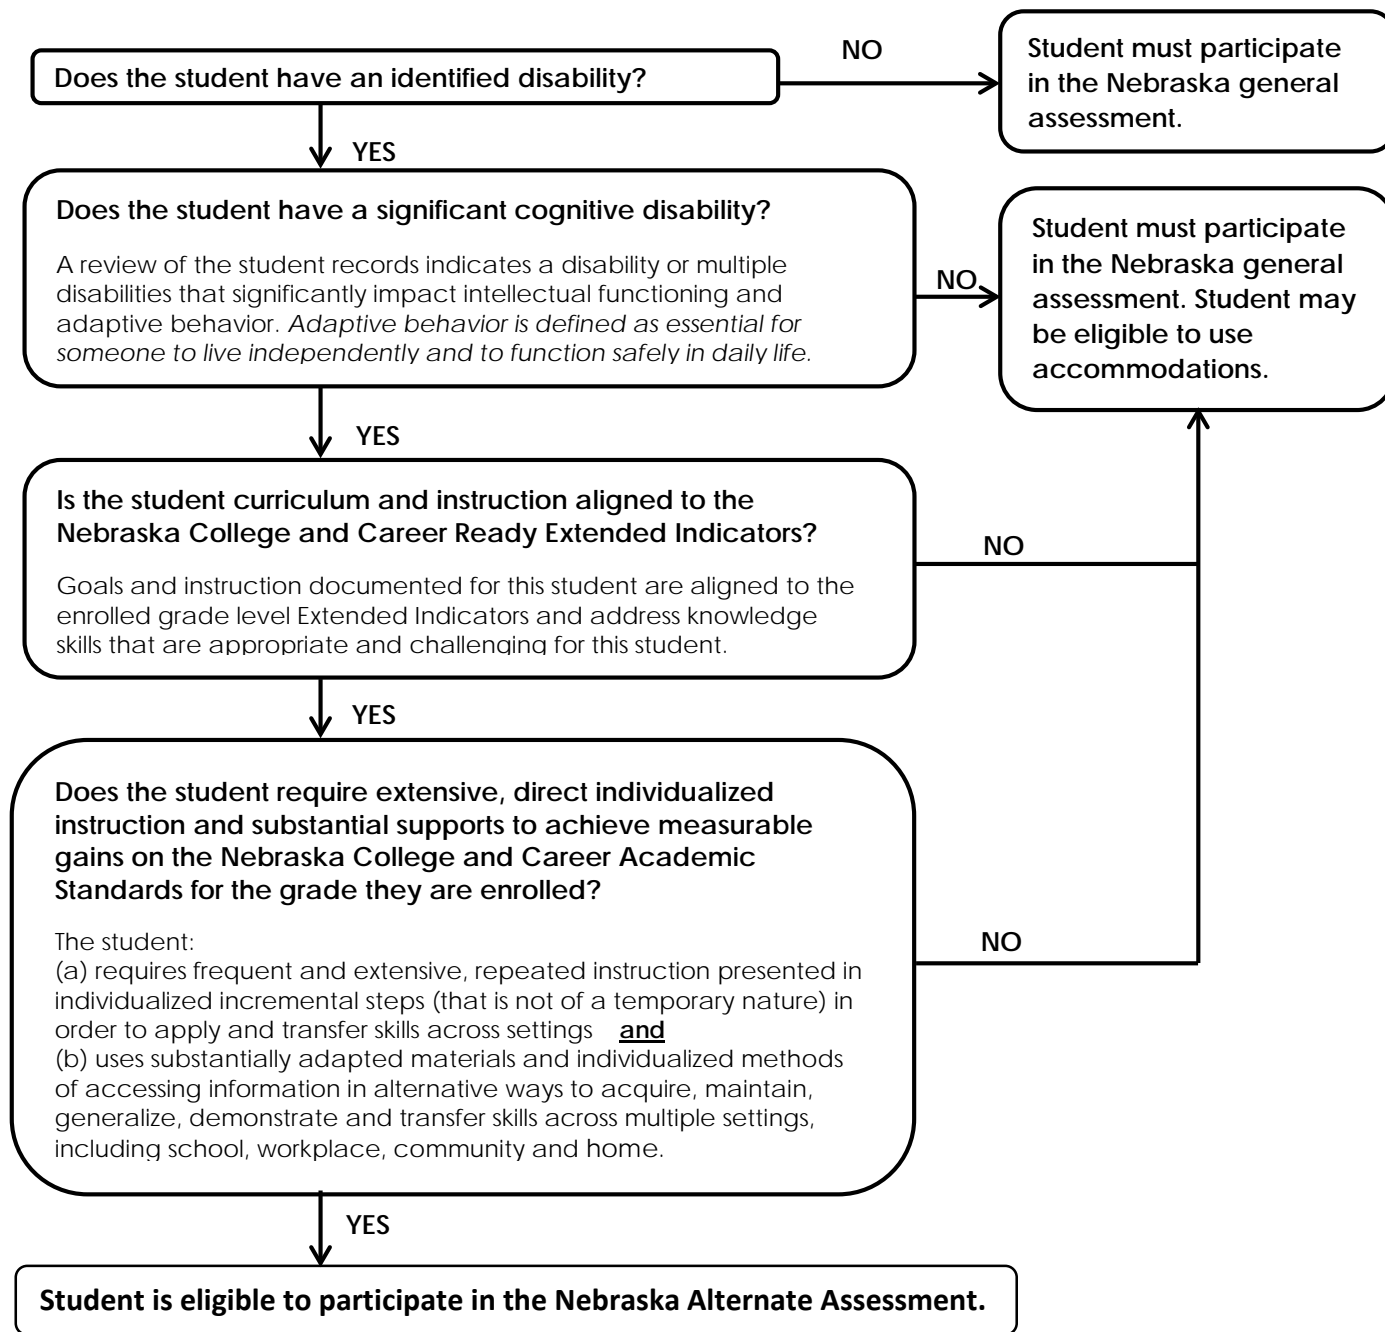 Does the student have an identified disability?
NO
Student must participate
in the Nebraska general
assessment.
YES
Does the student have a significant cognitive disability?
A review of the student records indicates a disability or multiple
disabilities that significantly impact intellectual functioning and
adaptive behavior. Adaptive behavior is defined as essential for
someone to live independently and to function safely in daily life.
NO
Student must participate
in the Nebraska general
assessment. Student may
be eligible to use
accommodations.
YES
Is the student curriculum and instruction aligned to the
Nebraska College and Career Ready Extended Indicators?
Goals and instruction documented for this student are aligned to the
enrolled grade level Extended Indicators and address knowledge
skills that are appropriate and challenging for this student.
NO
YES
Does the student require extensive, direct individualized
instruction and substantial supports to achieve measurable
gains on the Nebraska College and Career Academic
Standards for the grade they are enrolled?
The student:
(a) requires frequent and extensive, repeated instruction presented in
individualized incremental steps (that is not of a temporary nature) in
order to apply and transfer skills across settings and
(b) uses substantially adapted materials and individualized methods
of accessing information in alternative ways to acquire, maintain,
generalize, demonstrate and transfer skills across multiple settings,
including school, workplace, community and home.
NO
YES
Student is eligible to participate in the Nebraska Alternate Assessment.